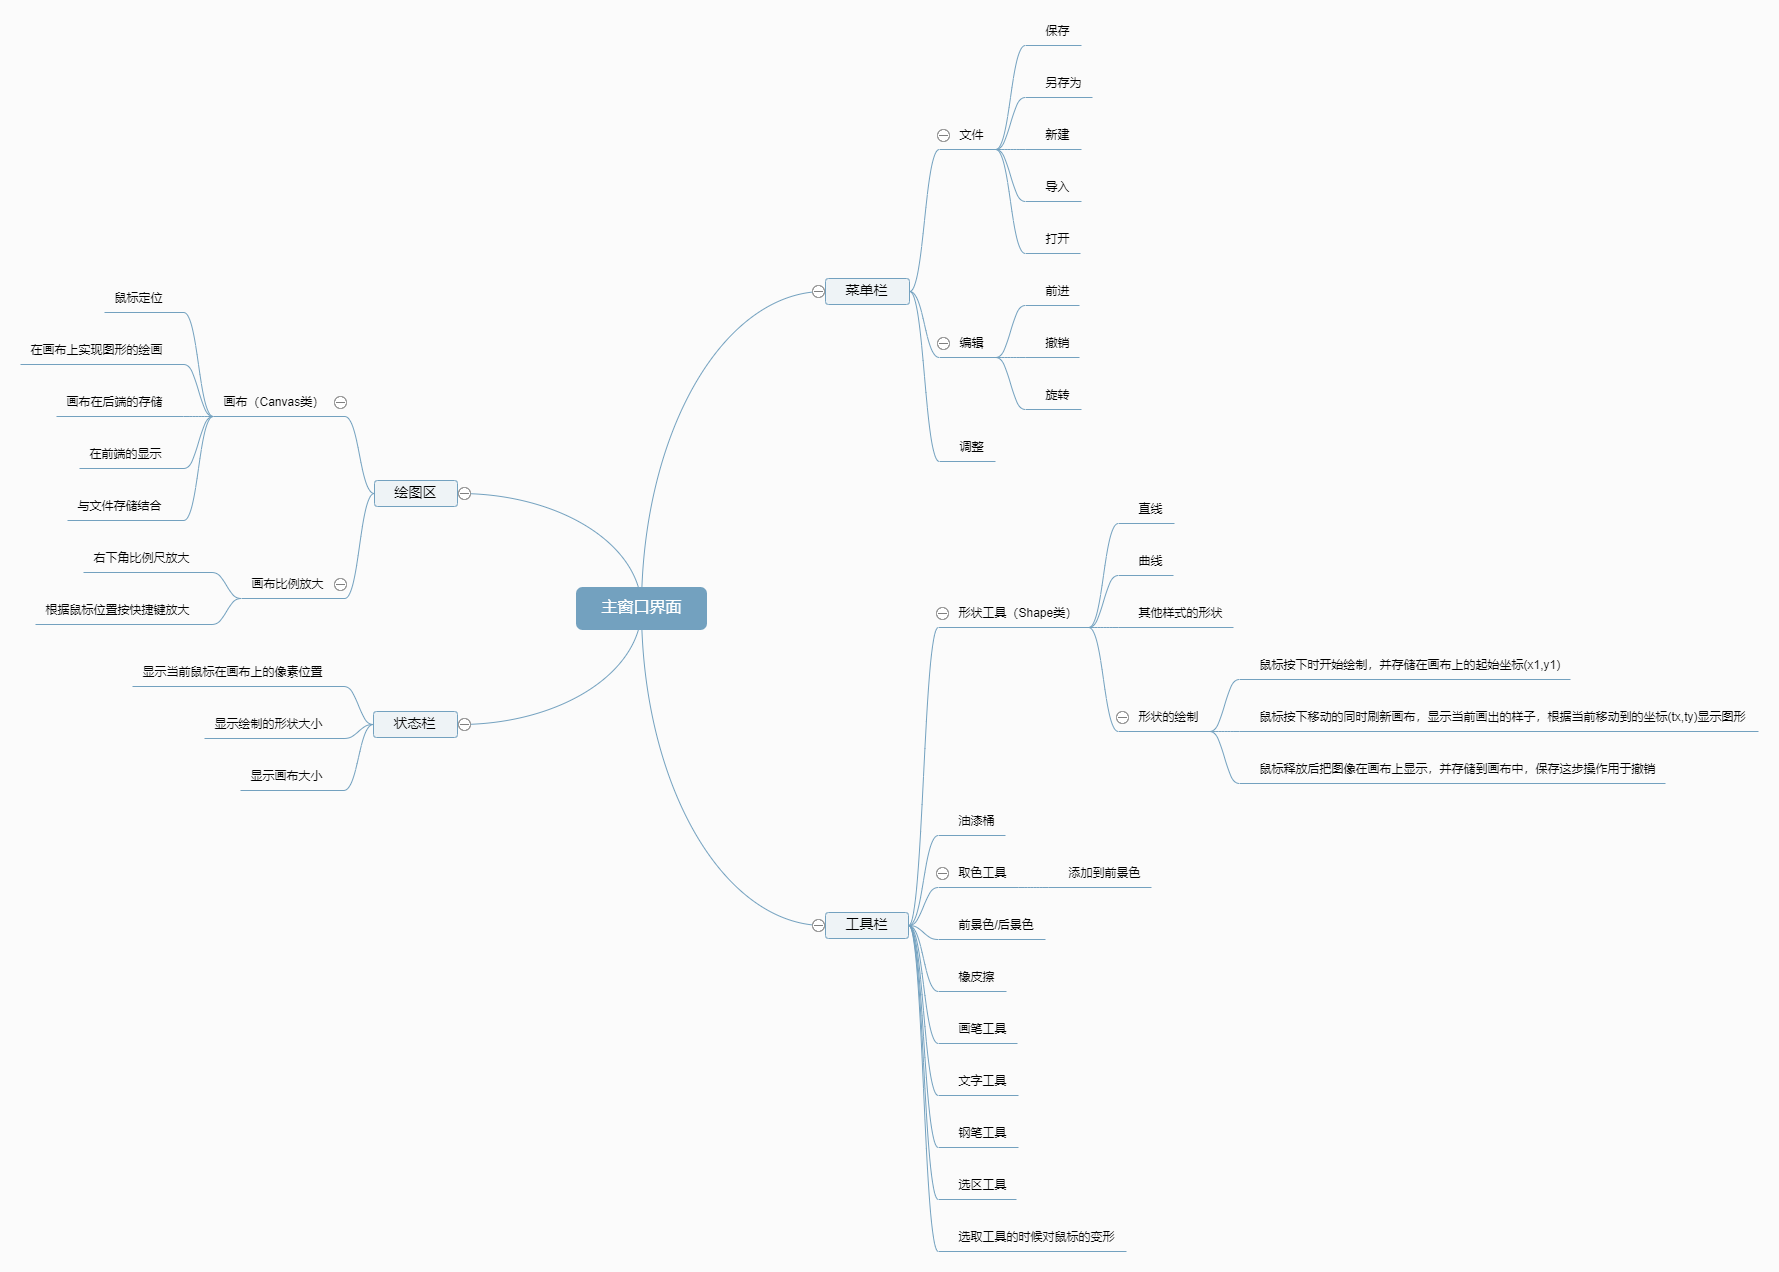 主窗口界面
菜单栏
文件
保存
另存为
新建
导入
打开
编辑
前进
撤销
旋转
调整
工具栏
形状工具（Shape类）
直线
曲线
其他样式的形状
形状的绘制
鼠标按下时开始绘制，并存储在画布上的起始坐标(x1,y1)
鼠标按下移动的同时刷新画布，显示当前画出的样子，根据当前移动到的坐标(tx,ty)显示图形
鼠标释放后把图像在画布上显示，并存储到画布中，保存这步操作用于撤销
油漆桶
取色工具
添加到前景色
前景色/后景色
橡皮擦
画笔工具
文字工具
钢笔工具
选区工具
选取工具的时候对鼠标的变形
绘图区
画布（Canvas类）
鼠标定位
在画布上实现图形的绘画
画布在后端的存储
在前端的显示
与文件存储结合
画布比例放大
右下角比例尺放大
根据鼠标位置按快捷键放大
状态栏
显示当前鼠标在画布上的像素位置
显示绘制的形状大小
显示画布大小